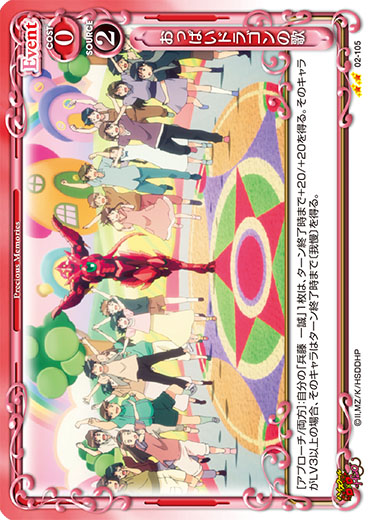 Event
COST
0
SOURCE
2
おっぱいドラゴンの歌
Precious Memories
[アプローチ/両方]:自分の「兵藤 一誠」1枚は、ターン終了時まで+20/+20を得る。そのキャラ
がLV3以上の場合、そのキャラはターン終了時まで〔我慢〕を得る。
©II.MZ/K/HSDDHP
02-105